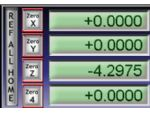 REF ALL HOME
Zero X +0.0000
Zero Y +0.0000
Zero Z -4.2975
Zero 4 +0.0000